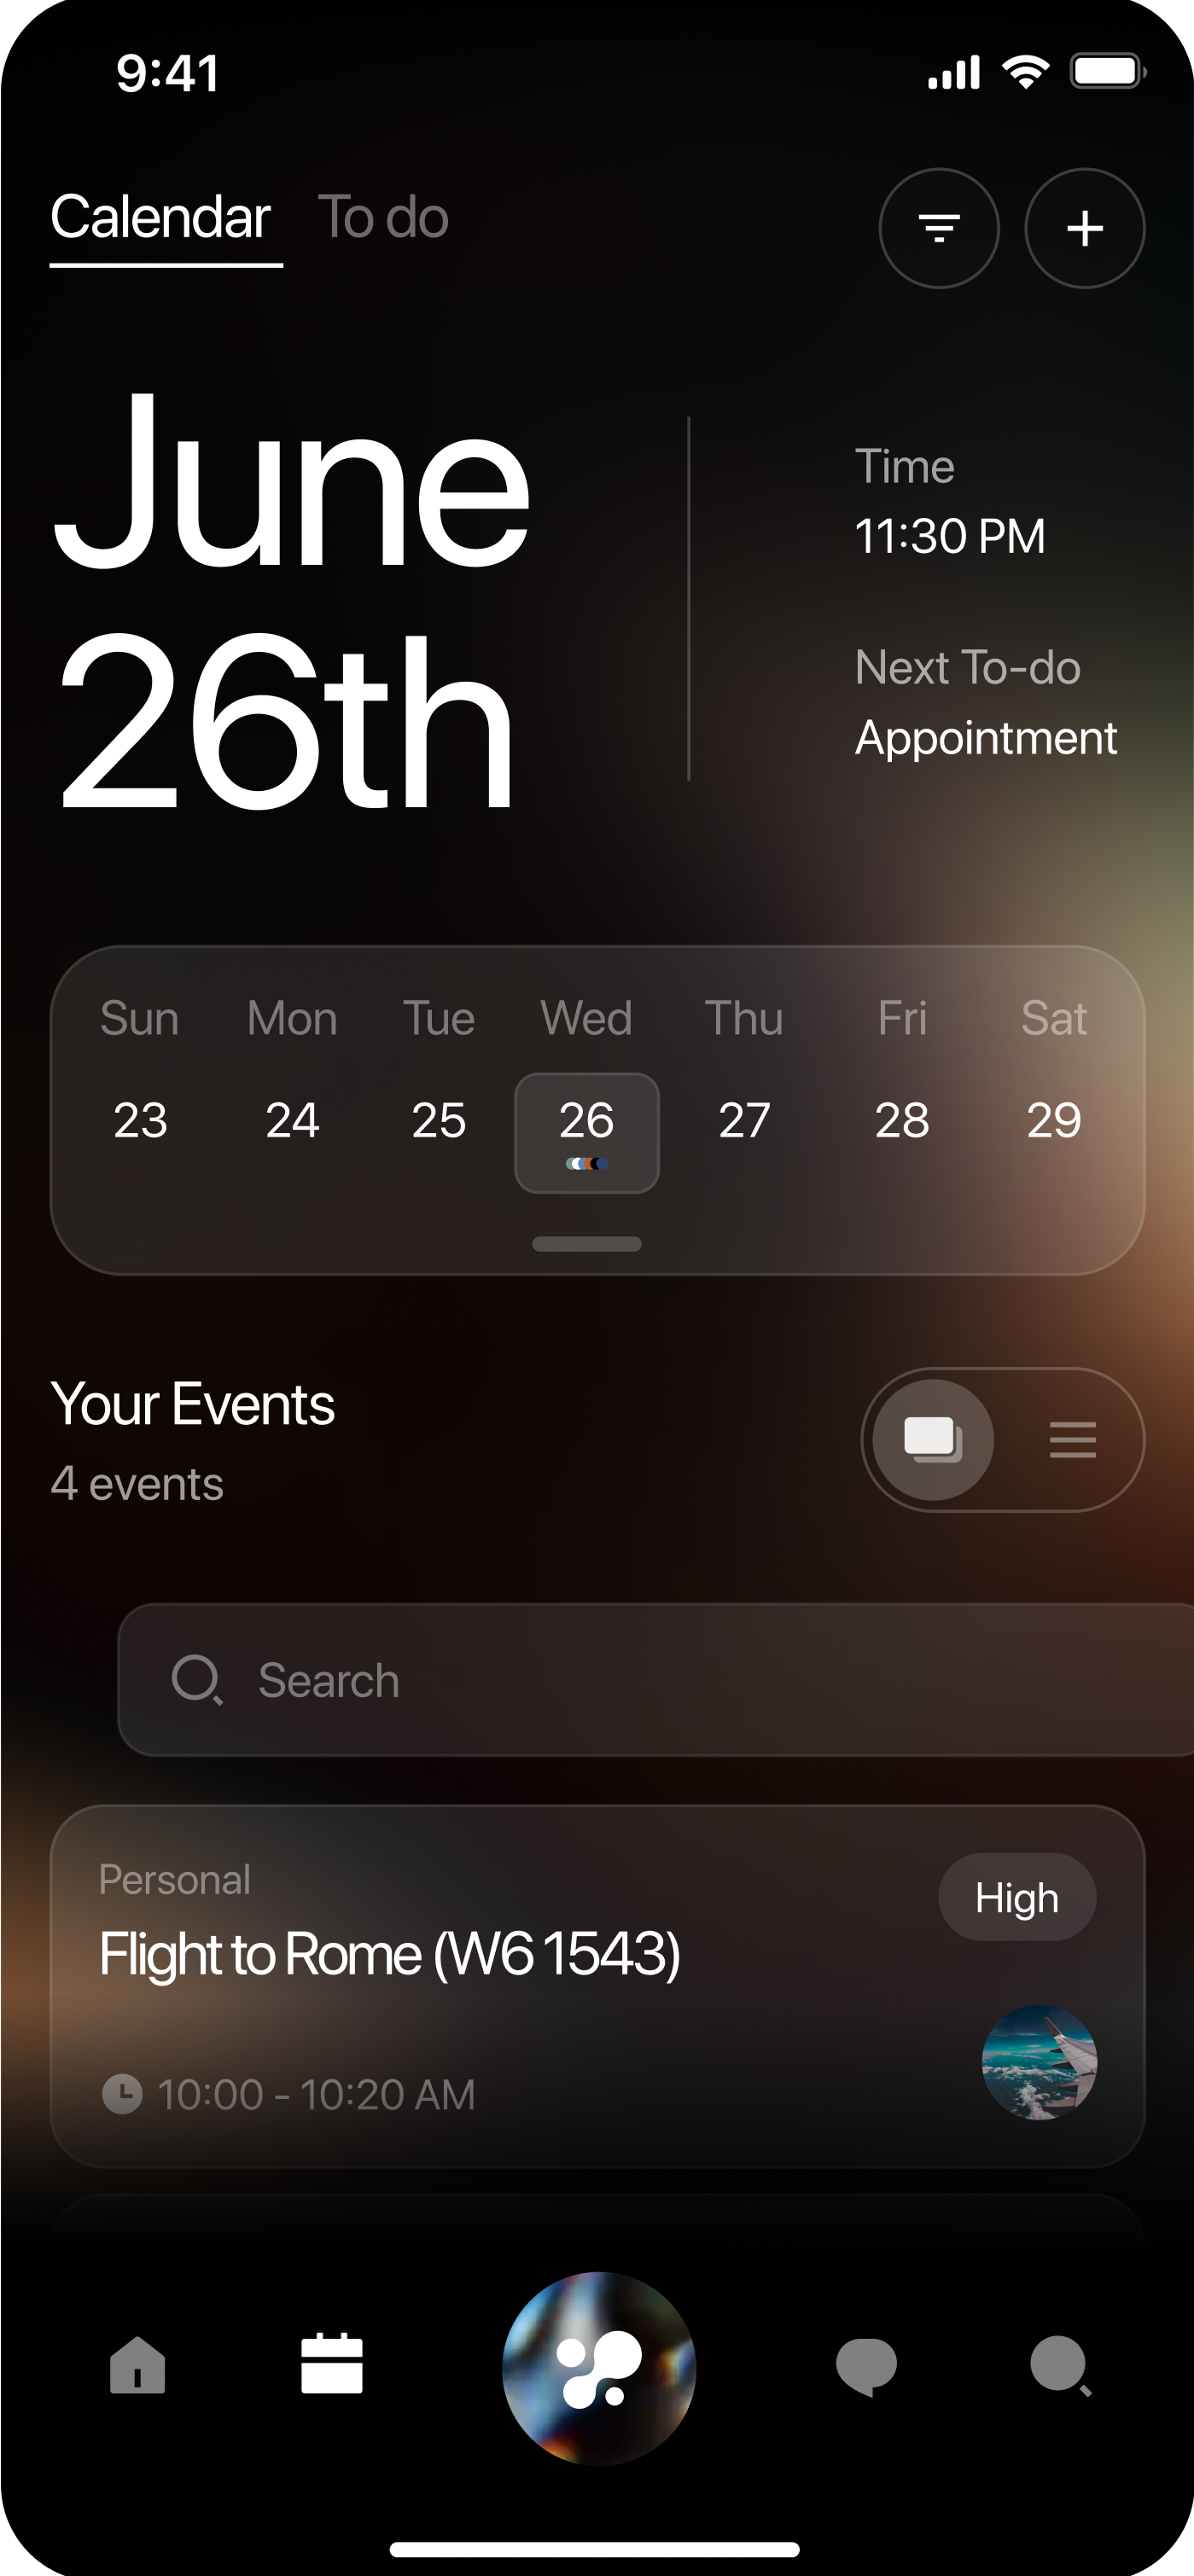 9:41
Calendar To do
June
26th
Time
11:30 PM
Next To-do
Appointment
Sun Mon Tue Wed Thu Fri Sat
23 24 25 26 27 28 29
Your Events
4 events
Search
Personal
High
Flight to Rome (W6 1543)
10:00 - 10:20 AM